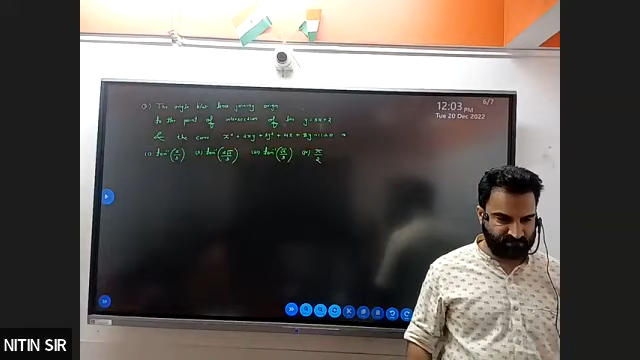 Q) The angle b/w lines joining origin
to the point of intersection of line y = 3x + 2
& the curve x² + 2xy + 3y² + 4x + 8y - 11 = 0 is
tan⁻¹(2/3) tan⁻¹(2√2/3) tan⁻¹(√2/3) π/2
12:03 PM
Tue 20 Dec 2022
6/7
NITIN SIR